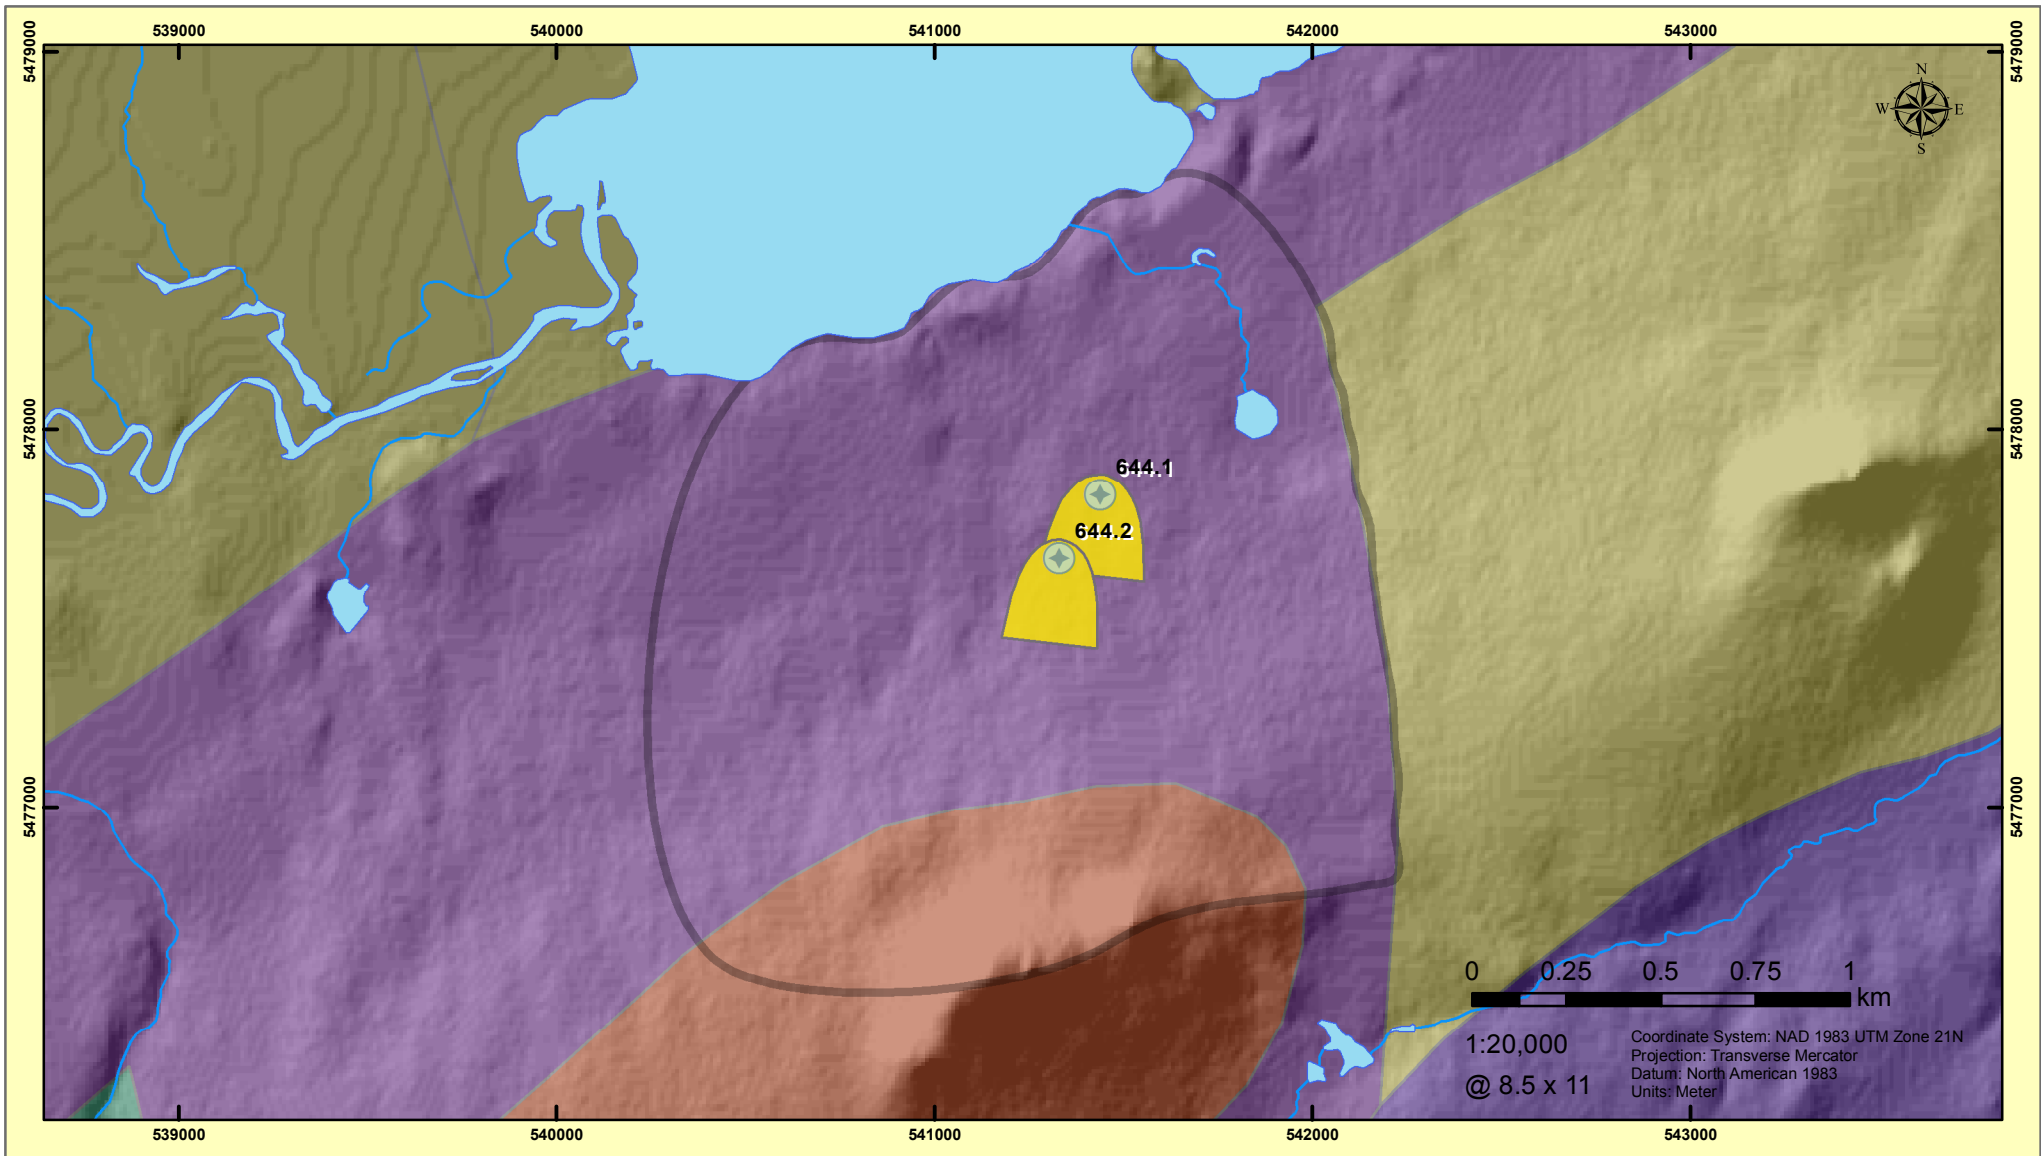 539000 540000 541000 542000 543000
5479000 5479000
N
W E
S
5478000 5478000
644.1
644.2
5477000 5477000
0 0.25 0.5 0.75 1
km
1:20,000
@ 8.5 x 11
Coordinate System: NAD 1983 UTM Zone 21N
Projection: Transverse Mercator
Datum: North American 1983
Units: Meter
539000 540000 541000 542000 543000